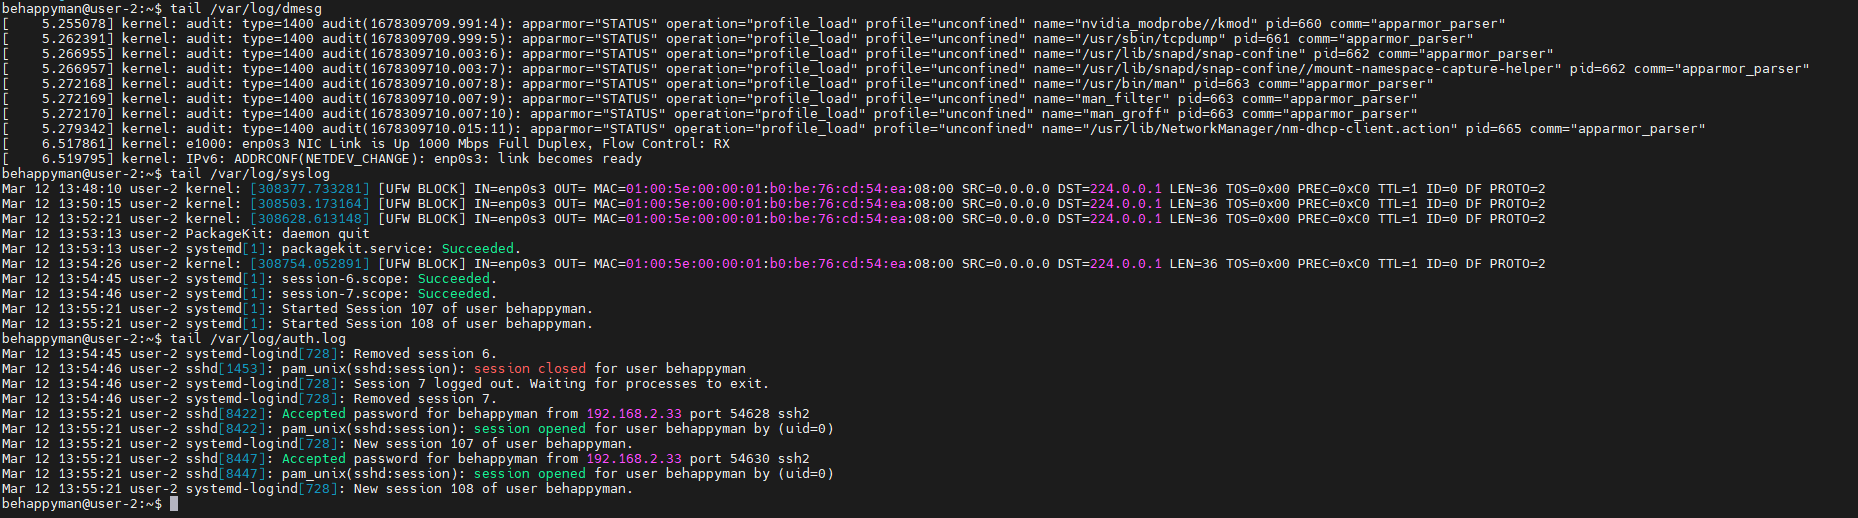 behappyman@user-2:~$ tail /var/log/dmesg
[    5.255078] kernel: audit: type=1400 audit(1678309709.991:4): apparmor="STATUS" operation="profile_load" profile="unconfined" name="nvidia_modprobe//kmod" pid=660 comm="apparmor_parser"
[    5.262391] kernel: audit: type=1400 audit(1678309709.999:5): apparmor="STATUS" operation="profile_load" profile="unconfined" name="/usr/sbin/tcpdump" pid=661 comm="apparmor_parser"
[    5.266955] kernel: audit: type=1400 audit(1678309710.003:6): apparmor="STATUS" operation="profile_load" profile="unconfined" name="/usr/lib/snapd/snap-confine" pid=662 comm="apparmor_parser"
[    5.266957] kernel: audit: type=1400 audit(1678309710.003:7): apparmor="STATUS" operation="profile_load" profile="unconfined" name="/usr/lib/snapd/snap-confine//mount-namespace-capture-helper" pid=662 comm="apparmor_parser"
[    5.272168] kernel: audit: type=1400 audit(1678309710.007:8): apparmor="STATUS" operation="profile_load" profile="unconfined" name="/usr/bin/man" pid=663 comm="apparmor_parser"
[    5.272169] kernel: audit: type=1400 audit(1678309710.007:9): apparmor="STATUS" operation="profile_load" profile="unconfined" name="man_filter" pid=663 comm="apparmor_parser"
[    5.272170] kernel: audit: type=1400 audit(1678309710.007:10): apparmor="STATUS" operation="profile_load" profile="unconfined" name="man_groff" pid=663 comm="apparmor_parser"
[    5.279342] kernel: audit: type=1400 audit(1678309710.015:11): apparmor="STATUS" operation="profile_load" profile="unconfined" name="/usr/lib/NetworkManager/nm-dhcp-client.action" pid=665 comm="apparmor_parser"
[    6.517861] kernel: e1000: enp0s3 NIC Link is Up 1000 Mbps Full Duplex, Flow Control: RX
[    6.519795] kernel: IPv6: ADDRCONF(NETDEV_CHANGE): enp0s3: link becomes ready
behappyman@user-2:~$ tail /var/log/syslog
Mar 12 13:48:10 user-2 kernel: [308377.733281] [UFW BLOCK] IN=enp0s3 OUT= MAC=01:00:5e:00:00:01:b0:be:76:cd:54:ea:08:00 SRC=0.0.0.0 DST=224.0.0.1 LEN=36 TOS=0x00 PREC=0xC0 TTL=1 ID=0 DF PROTO=2
Mar 12 13:50:15 user-2 kernel: [308503.173164] [UFW BLOCK] IN=enp0s3 OUT= MAC=01:00:5e:00:00:01:b0:be:76:cd:54:ea:08:00 SRC=0.0.0.0 DST=224.0.0.1 LEN=36 TOS=0x00 PREC=0xC0 TTL=1 ID=0 DF PROTO=2
Mar 12 13:52:21 user-2 kernel: [308628.613148] [UFW BLOCK] IN=enp0s3 OUT= MAC=01:00:5e:00:00:01:b0:be:76:cd:54:ea:08:00 SRC=0.0.0.0 DST=224.0.0.1 LEN=36 TOS=0x00 PREC=0xC0 TTL=1 ID=0 DF PROTO=2
Mar 12 13:53:13 user-2 PackageKit: daemon quit
Mar 12 13:53:13 user-2 systemd[1]: packagekit.service: Succeeded.
Mar 12 13:54:26 user-2 kernel: [308754.052891] [UFW BLOCK] IN=enp0s3 OUT= MAC=01:00:5e:00:00:01:b0:be:76:cd:54:ea:08:00 SRC=0.0.0.0 DST=224.0.0.1 LEN=36 TOS=0x00 PREC=0xC0 TTL=1 ID=0 DF PROTO=2
Mar 12 13:54:45 user-2 systemd[1]: session-6.scope: Succeeded.
Mar 12 13:54:46 user-2 systemd[1]: session-7.scope: Succeeded.
Mar 12 13:55:21 user-2 systemd[1]: Started Session 107 of user behappyman.
Mar 12 13:55:21 user-2 systemd[1]: Started Session 108 of user behappyman.
behappyman@user-2:~$ tail /var/log/auth.log
Mar 12 13:54:45 user-2 systemd-logind[728]: Removed session 6.
Mar 12 13:54:46 user-2 sshd[1453]: pam_unix(sshd:session): session closed for user behappyman
Mar 12 13:54:46 user-2 systemd-logind[728]: Session 7 logged out. Waiting for processes to exit.
Mar 12 13:54:46 user-2 systemd-logind[728]: Removed session 7.
Mar 12 13:55:21 user-2 sshd[8422]: Accepted password for behappyman from 192.168.2.33 port 54628 ssh2
Mar 12 13:55:21 user-2 sshd[8422]: pam_unix(sshd:session): session opened for user behappyman by (uid=0)
Mar 12 13:55:21 user-2 systemd-logind[728]: New session 107 of user behappyman.
Mar 12 13:55:21 user-2 sshd[8447]: Accepted password for behappyman from 192.168.2.33 port 54630 ssh2
Mar 12 13:55:21 user-2 sshd[8447]: pam_unix(sshd:session): session opened for user behappyman by (uid=0)
Mar 12 13:55:21 user-2 systemd-logind[728]: New session 108 of user behappyman.
behappyman@user-2:~$